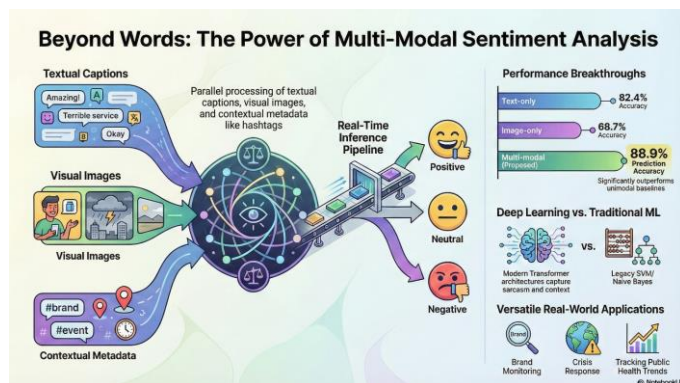 Beyond Words: The Power of Multi-Modal Sentiment Analysis
Textual Captions
Amazing!
A
Terrible service
Okay
Visual Images
Visual Images
#brand
#event
#
Contextual Metadata
Parallel processing of
textual captions,
visual images,
and contextual metadata
like hashtags
Real-Time
Inference
Pipeline
Positive
Neutral
Negative
Performance Breakthroughs
Text-only
82.4%
Accuracy
Image-only
68.7%
Accuracy
Multi-modal
(Proposed)
88.9%
Prediction
Accuracy
Significantly outperforms
unimodal baselines
Deep Learning vs. Traditional ML
vs.
Modern Transformer
architectures capture
sarcasm and context
Legacy SVM/
Naive Bayes
Versatile Real-World Applications
Brand
Brand
Monitoring
Crisis
Response
Tracking Public
Health Trends